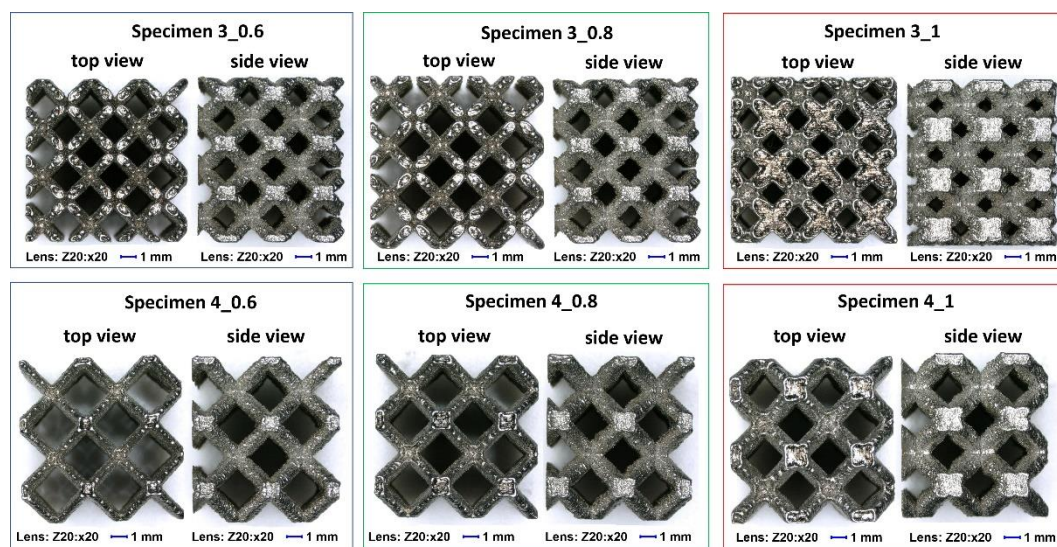 Specimen 3_0.6
top view side view
Lens: Z20:x20 1 mm Lens: Z20:x20 1 mm
Specimen 3_0.8
top view side view
Lens: Z20:x20 1 mm Lens: Z20:x20 1 mm
Specimen 3_1
top view side view
Lens: Z20:x20 1 mm Lens: Z20:x20 1 mm
Specimen 4_0.6
top view side view
Lens: Z20:x20 1 mm Lens: Z20:x20 1 mm
Specimen 4_0.8
top view side view
Lens: Z20:x20 1 mm Lens: Z20:x20 1 mm
Specimen 4_1
top view side view
Lens: Z20:x20 1 mm Lens: Z20:x20 1 mm